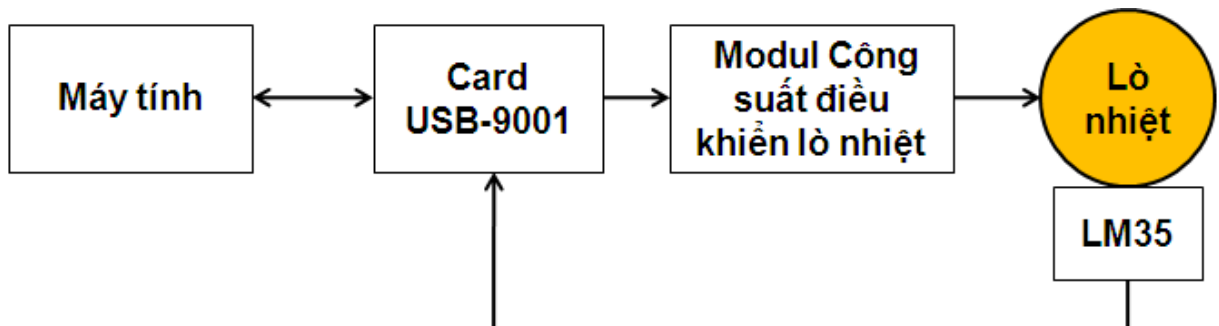 Máy tính
Card
USB-9001
Modul Công
suất điều
khiển lò nhiệt
Lò
nhiệt
LM35